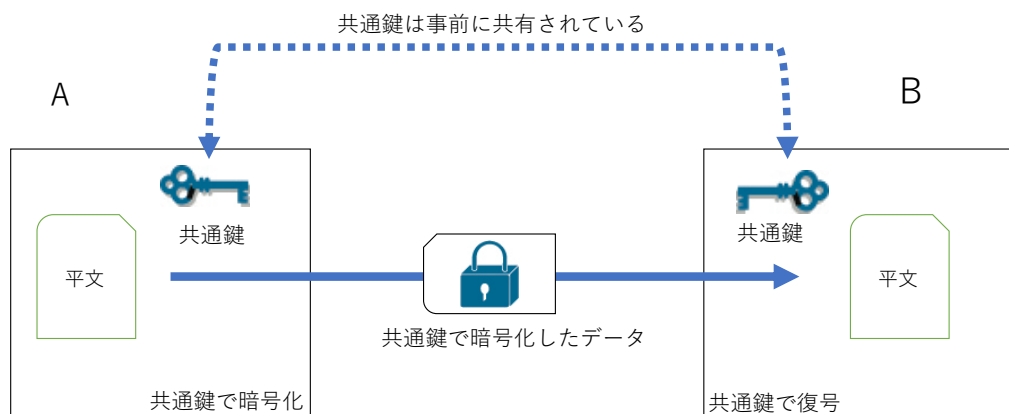 共通鍵は事前に共有されている
A
B
共通鍵
共通鍵
平文
平文
共通鍵で暗号化したデータ
共通鍵で暗号化
共通鍵で復号